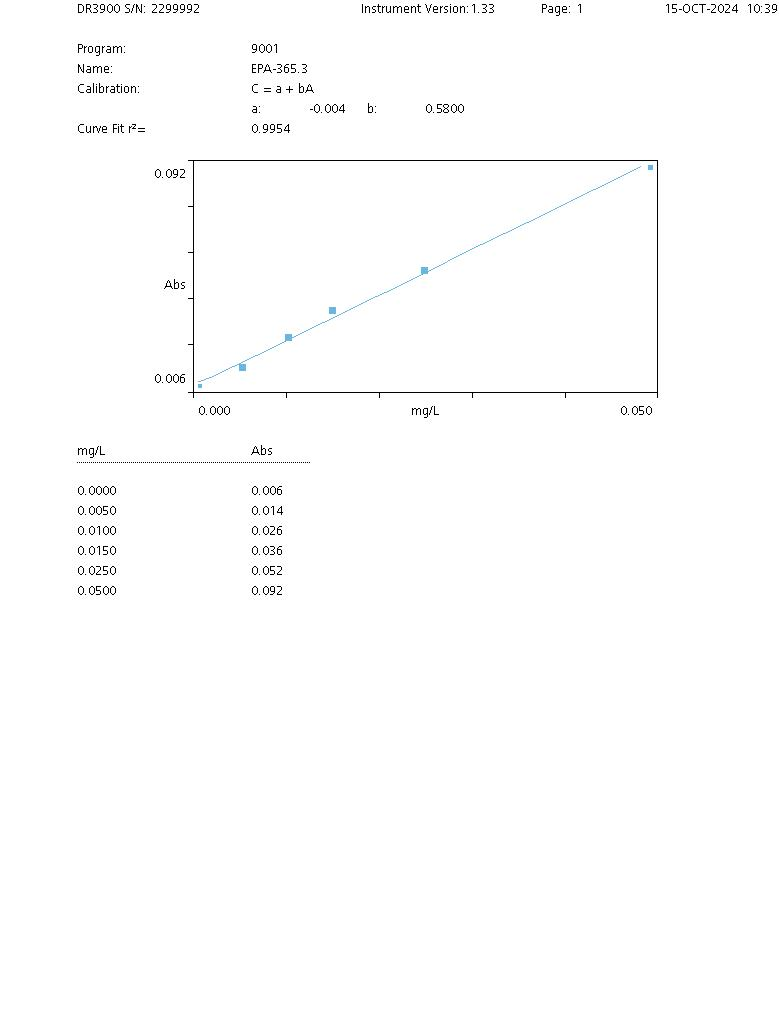 DR3900 S/N: 2299992 Instrument Version: 1.33 Page: 1 15-OCT-2024 10:39
Program: 9001
Name: EPA-365.3
Calibration: C = a + bA
a: -0.004 b: 0.5800
Curve Fit r²= 0.9954
0.092
Abs
0.006
0.000 mg/L 0.050
mg/L Abs
0.0000 0.006
0.0050 0.014
0.0100 0.026
0.0150 0.036
0.0250 0.052
0.0500 0.092